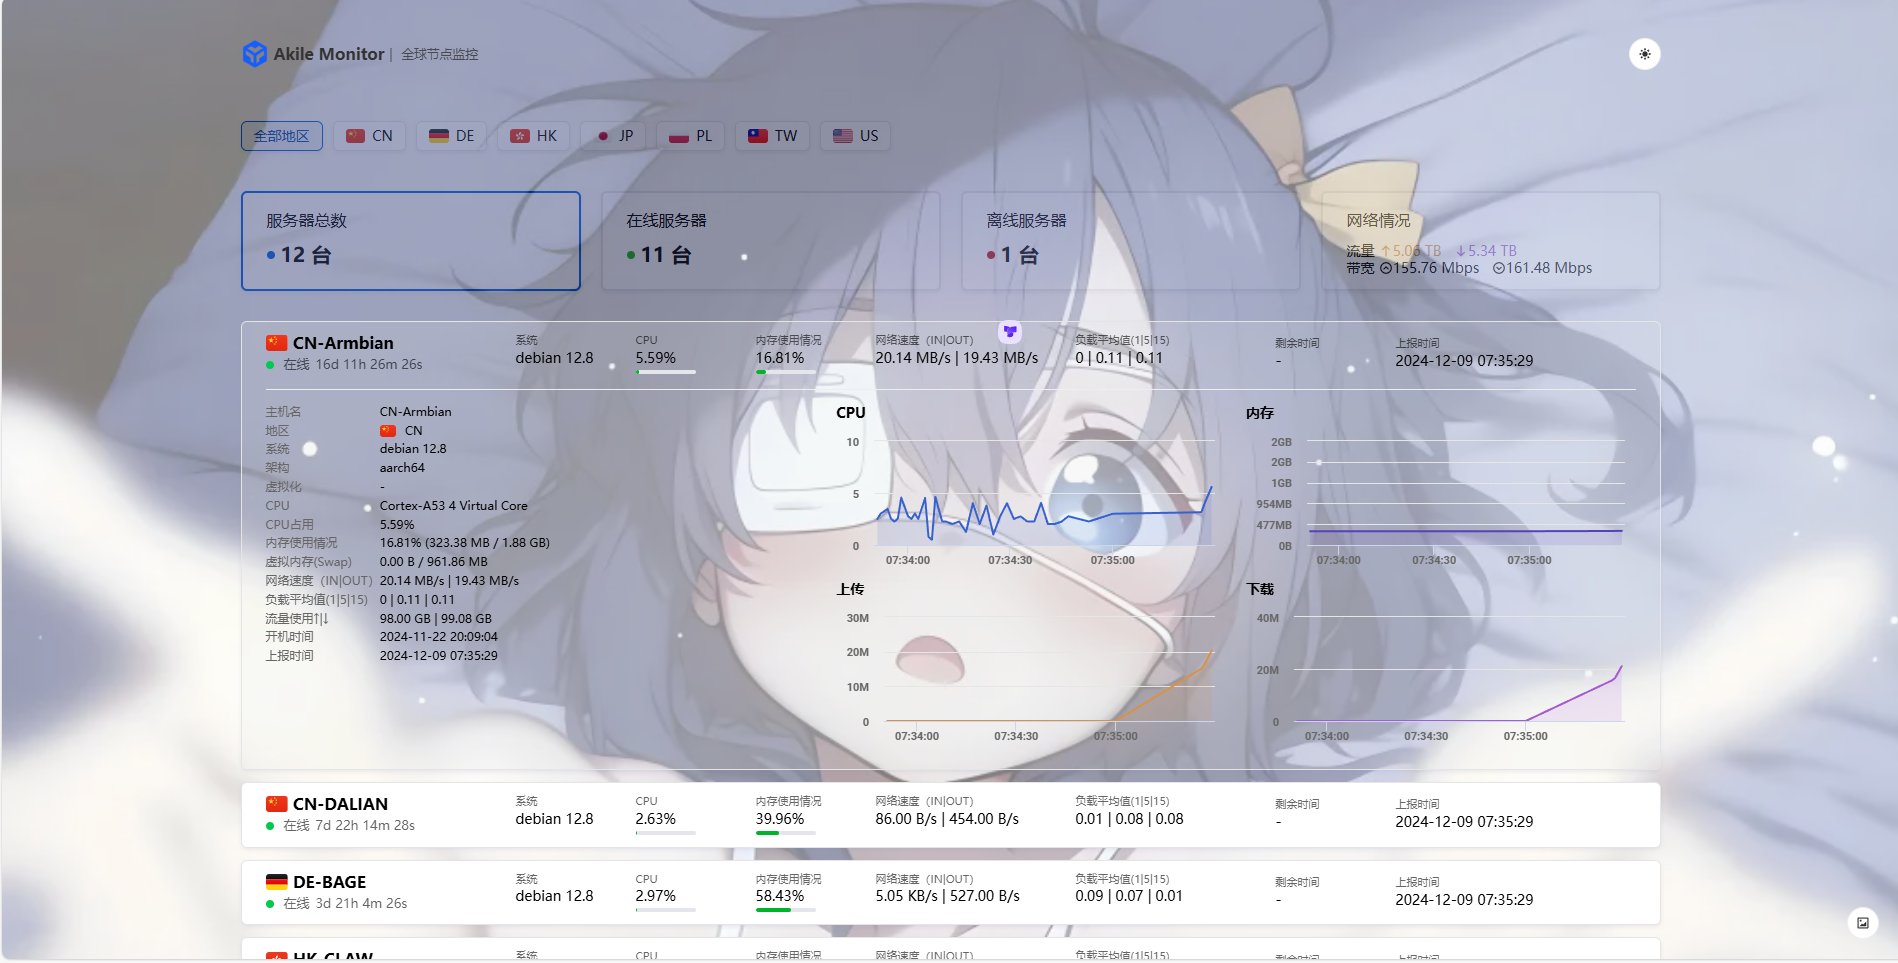 Akile Monitor | 全球节点监控
全部地区 CN DE HK JP PL TW US
服务器总数
12 台
在线服务器
11 台
离线服务器
1 台
网络情况
流量 ↑5.06 TB ↓5.34 TB
带宽 155.76 Mbps 161.48 Mbps
CN-Armbian
在线 16d 11h 26m 26s
系统
debian 12.8
CPU
5.59%
内存使用情况
16.81%
网络速度（IN|OUT）
20.14 MB/s | 19.43 MB/s
负载平均值(1|5|15)
0 | 0.11 | 0.11
剩余时间
-
上报时间
2024-12-09 07:35:29
主机名 CN-Armbian
地区 CN
系统 debian 12.8
架构 aarch64
虚拟化 -
CPU Cortex-A53 4 Virtual Core
CPU占用 5.59%
内存使用情况 16.81% (323.38 MB / 1.88 GB)
虚拟内存(Swap) 0.00 B / 961.86 MB
网络速度（IN|OUT） 20.14 MB/s | 19.43 MB/s
负载平均值(1|5|15) 0 | 0.11 | 0.11
流量使用↑|↓ 98.00 GB | 99.08 GB
开机时间 2024-11-22 20:09:04
上报时间 2024-12-09 07:35:29
CPU
10
5
0
07:34:00 07:34:30 07:35:00
内存
2GB
2GB
1GB
954MB
477MB
0B
07:34:00 07:34:30 07:35:00
上传
30M
20M
10M
0
07:34:00 07:34:30 07:35:00
下载
40M
20M
0
07:34:00 07:34:30 07:35:00
CN-DALIAN
在线 7d 22h 14m 28s
系统
debian 12.8
CPU
2.63%
内存使用情况
39.96%
网络速度（IN|OUT）
86.00 B/s | 454.00 B/s
负载平均值(1|5|15)
0.01 | 0.08 | 0.08
剩余时间
-
上报时间
2024-12-09 07:35:29
DE-BAGE
在线 3d 21h 4m 26s
系统
debian 12.8
CPU
2.97%
内存使用情况
58.43%
网络速度（IN|OUT）
5.05 KB/s | 527.00 B/s
负载平均值(1|5|15)
0.09 | 0.07 | 0.01
剩余时间
-
上报时间
2024-12-09 07:35:29
HK-CLAW
系统
CPU
内存使用情况
网络速度（IN|OUT）
负载平均值(1|5|15)
剩余时间
上报时间